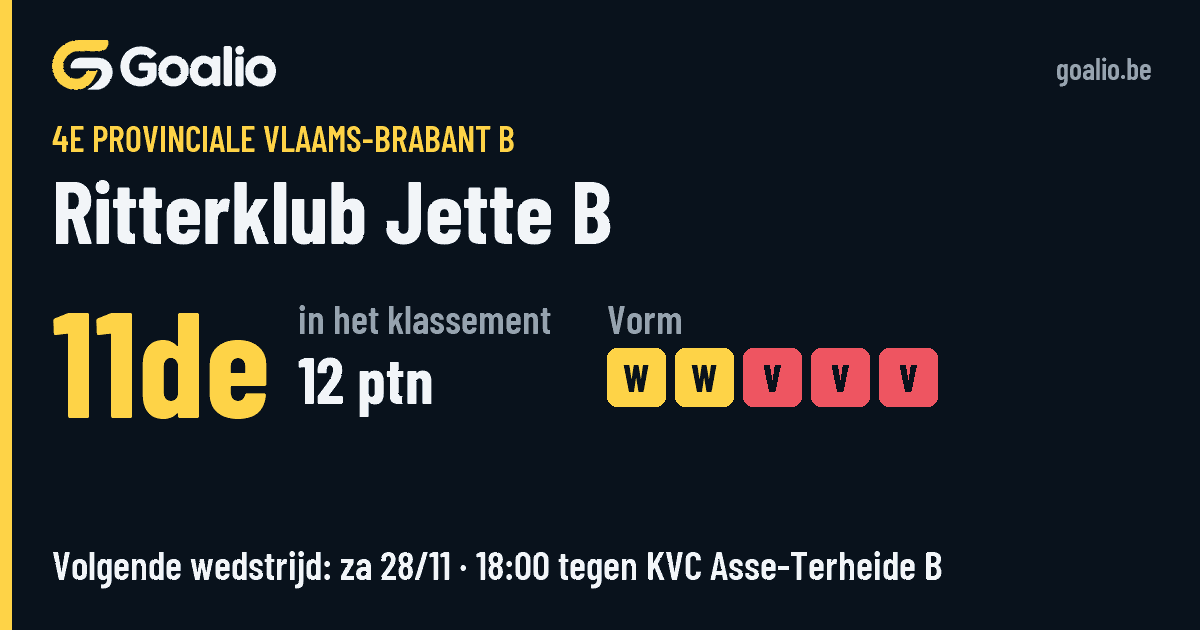 Goalio
goalio.be
4E PROVINCIALE VLAAMS-BRABANT B
Ritterklub Jette B
11de
in het klassement
12 ptn
Vorm
W W V V V
Volgende wedstrijd: za 28/11 · 18:00 tegen KVC Asse-Terheide B